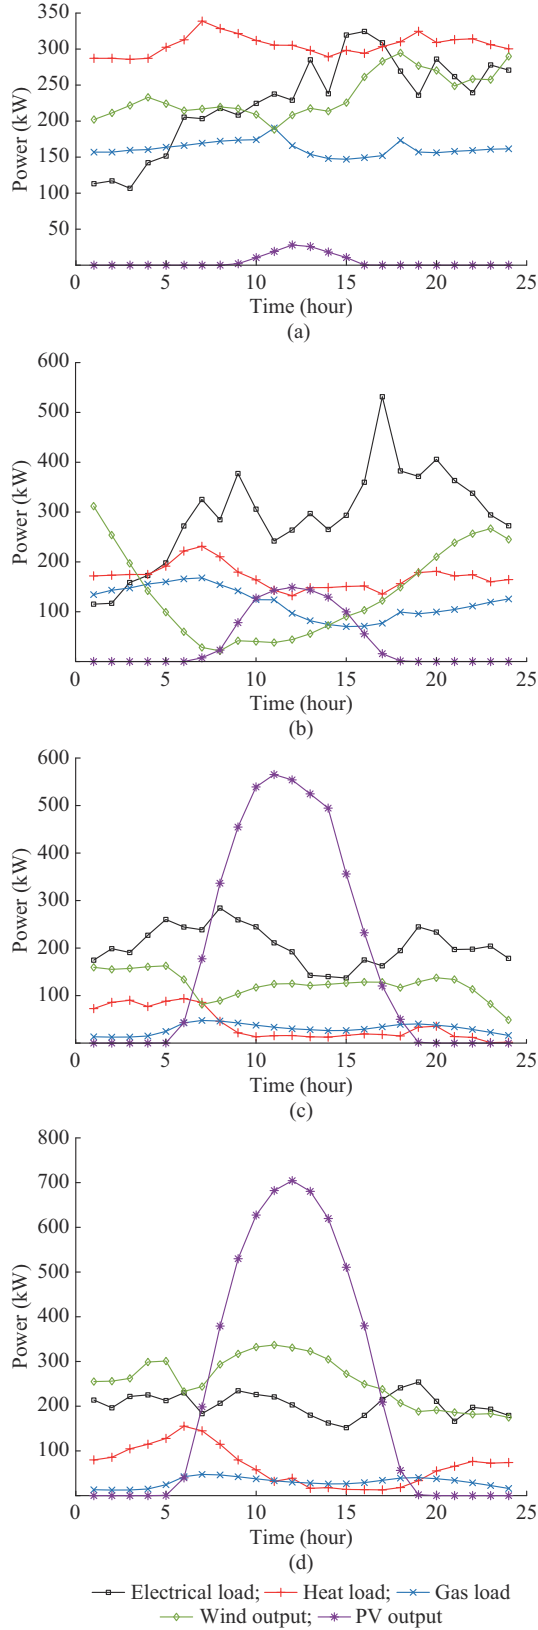 350
300
250
200
150
100
50
Power (kW)
0 5 10 15 20 25
Time (hour)
(a)
600
500
400
300
200
100
Power (kW)
0 5 10 15 20 25
Time (hour)
(b)
600
500
400
300
200
100
Power (kW)
0 5 10 15 20 25
Time (hour)
(c)
800
700
600
500
400
300
200
100
Power (kW)
0 5 10 15 20 25
Time (hour)
(d)
Electrical load; Heat load; Gas load
Wind output; PV output